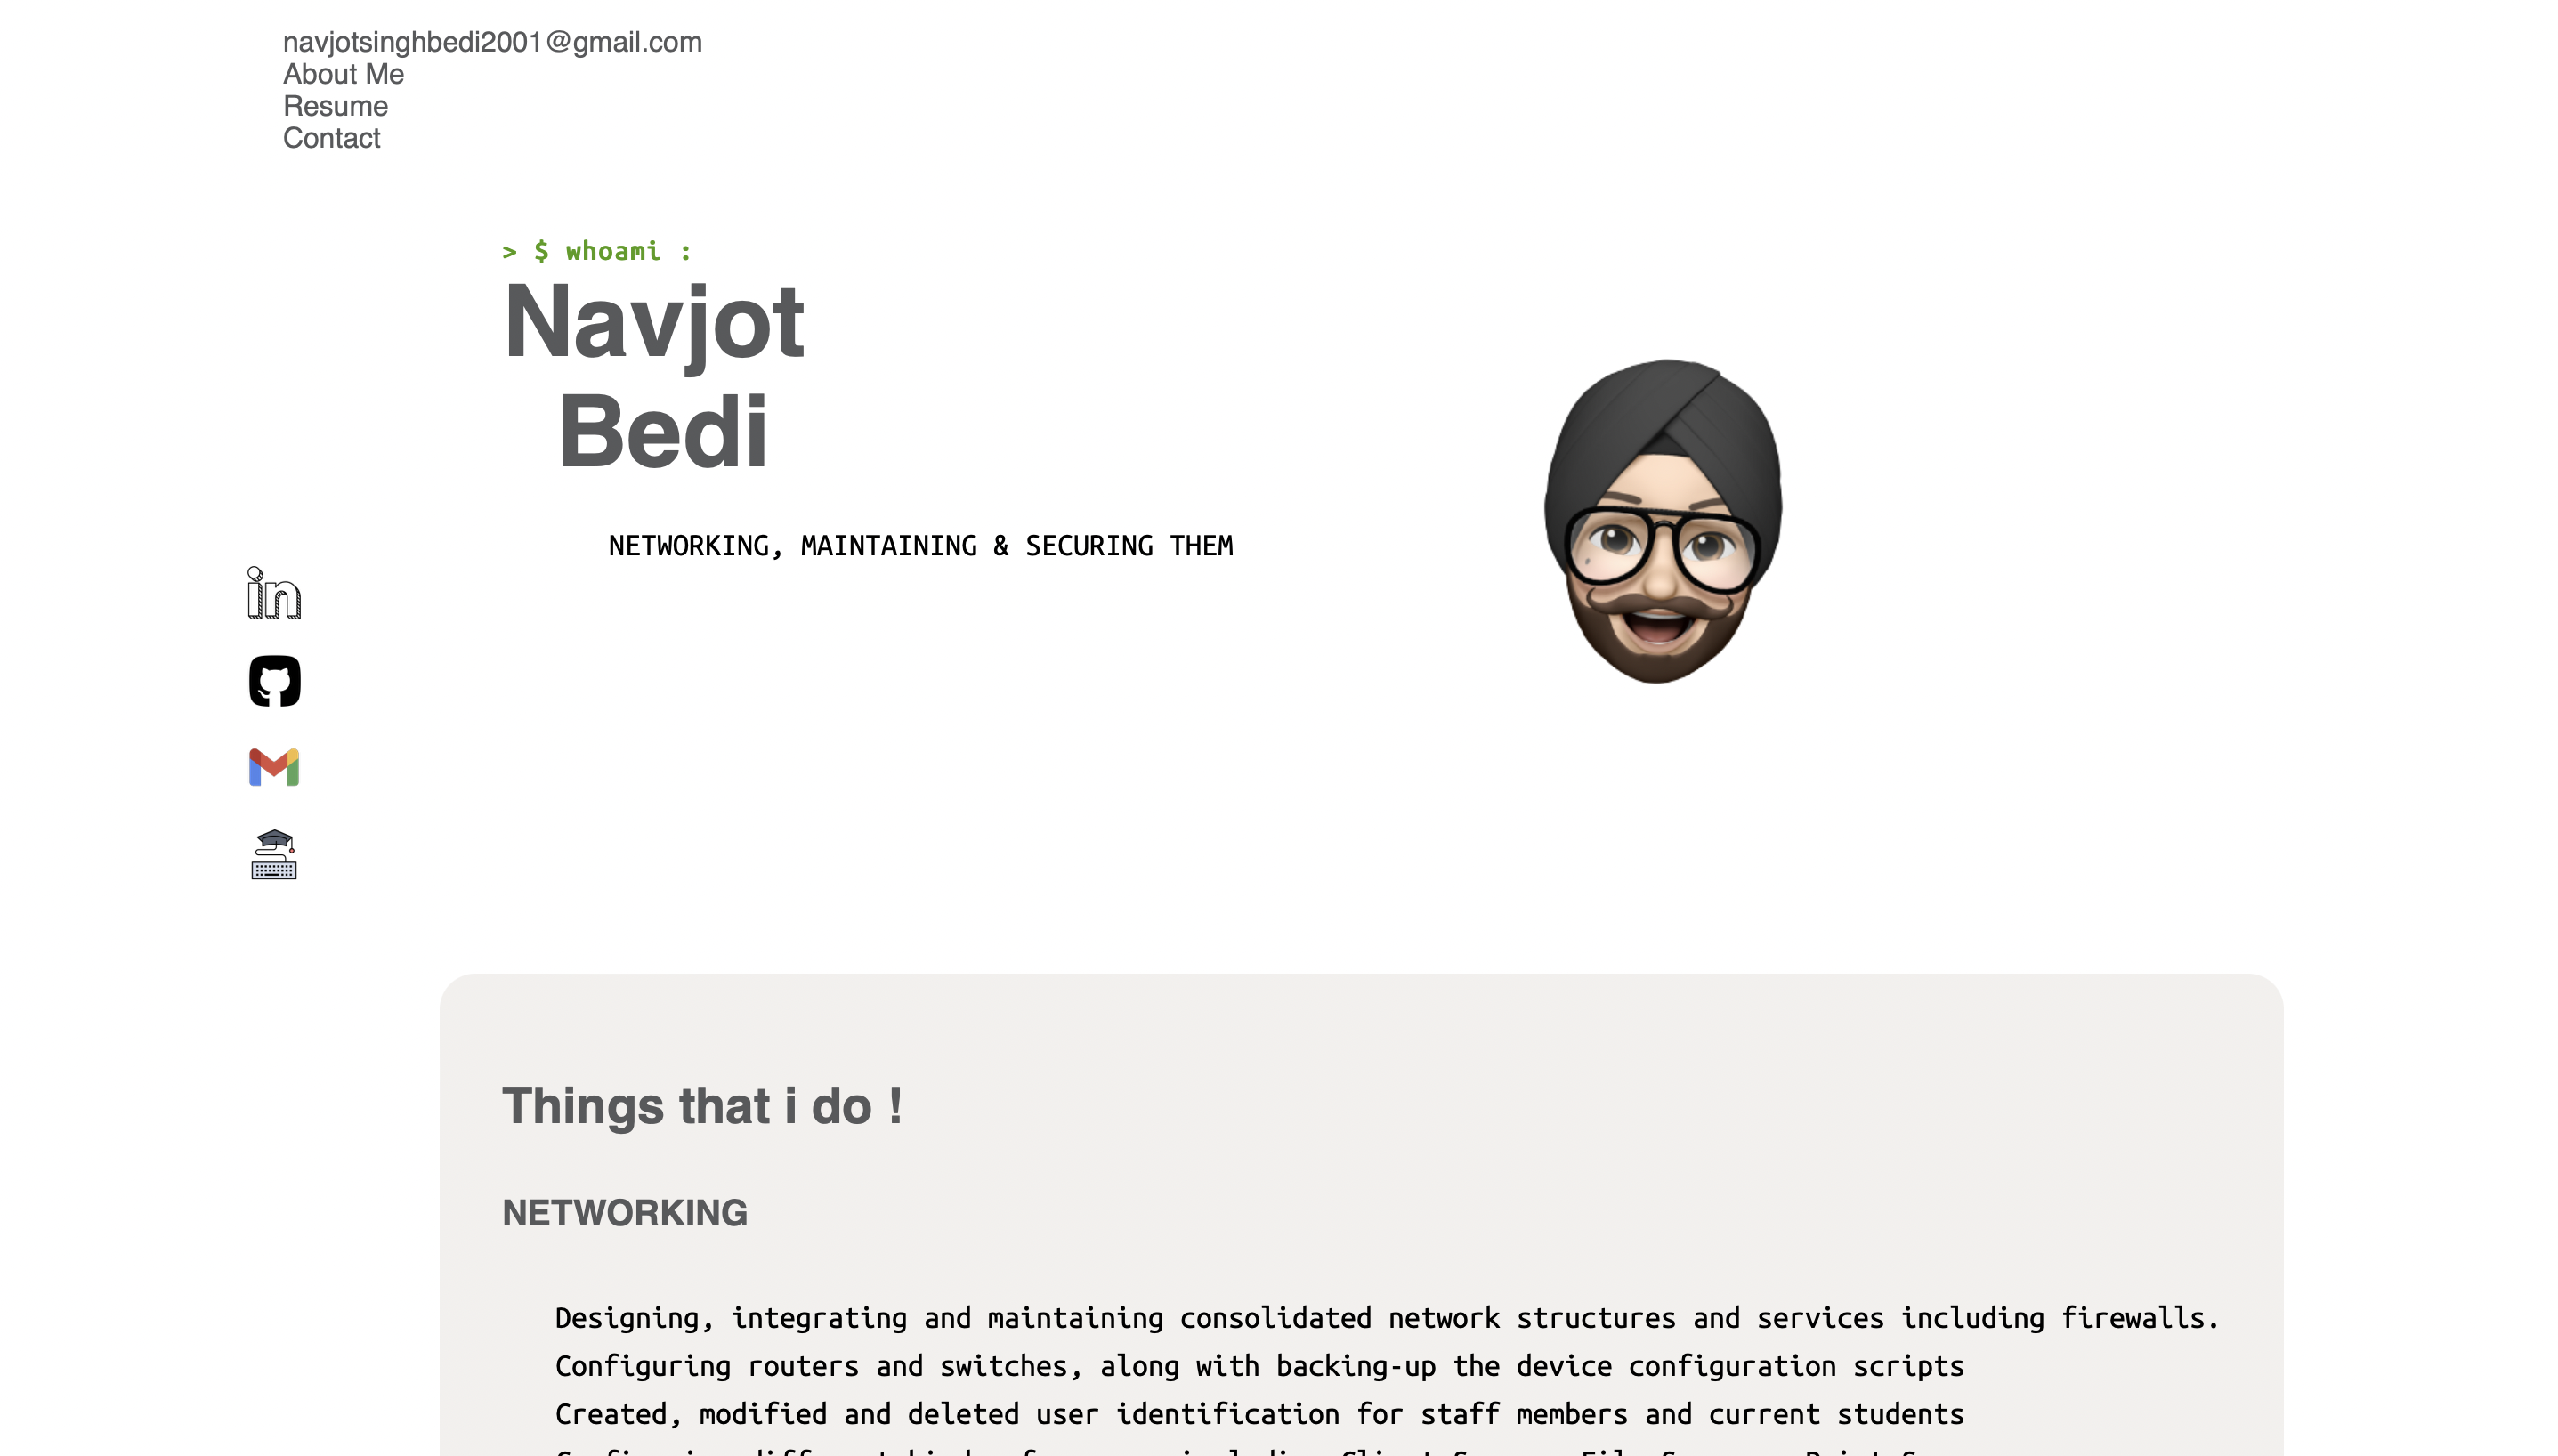 navjotsinghbedi2001@gmail.com
About Me
Resume
Contact
> $ whoami :
Navjot
Bedi
NETWORKING, MAINTAINING & SECURING THEM
in
Things that i do !
NETWORKING
Designing, integrating and maintaining consolidated network structures and services including firewalls.
Configuring routers and switches, along with backing-up the device configuration scripts
Created, modified and deleted user identification for staff members and current students